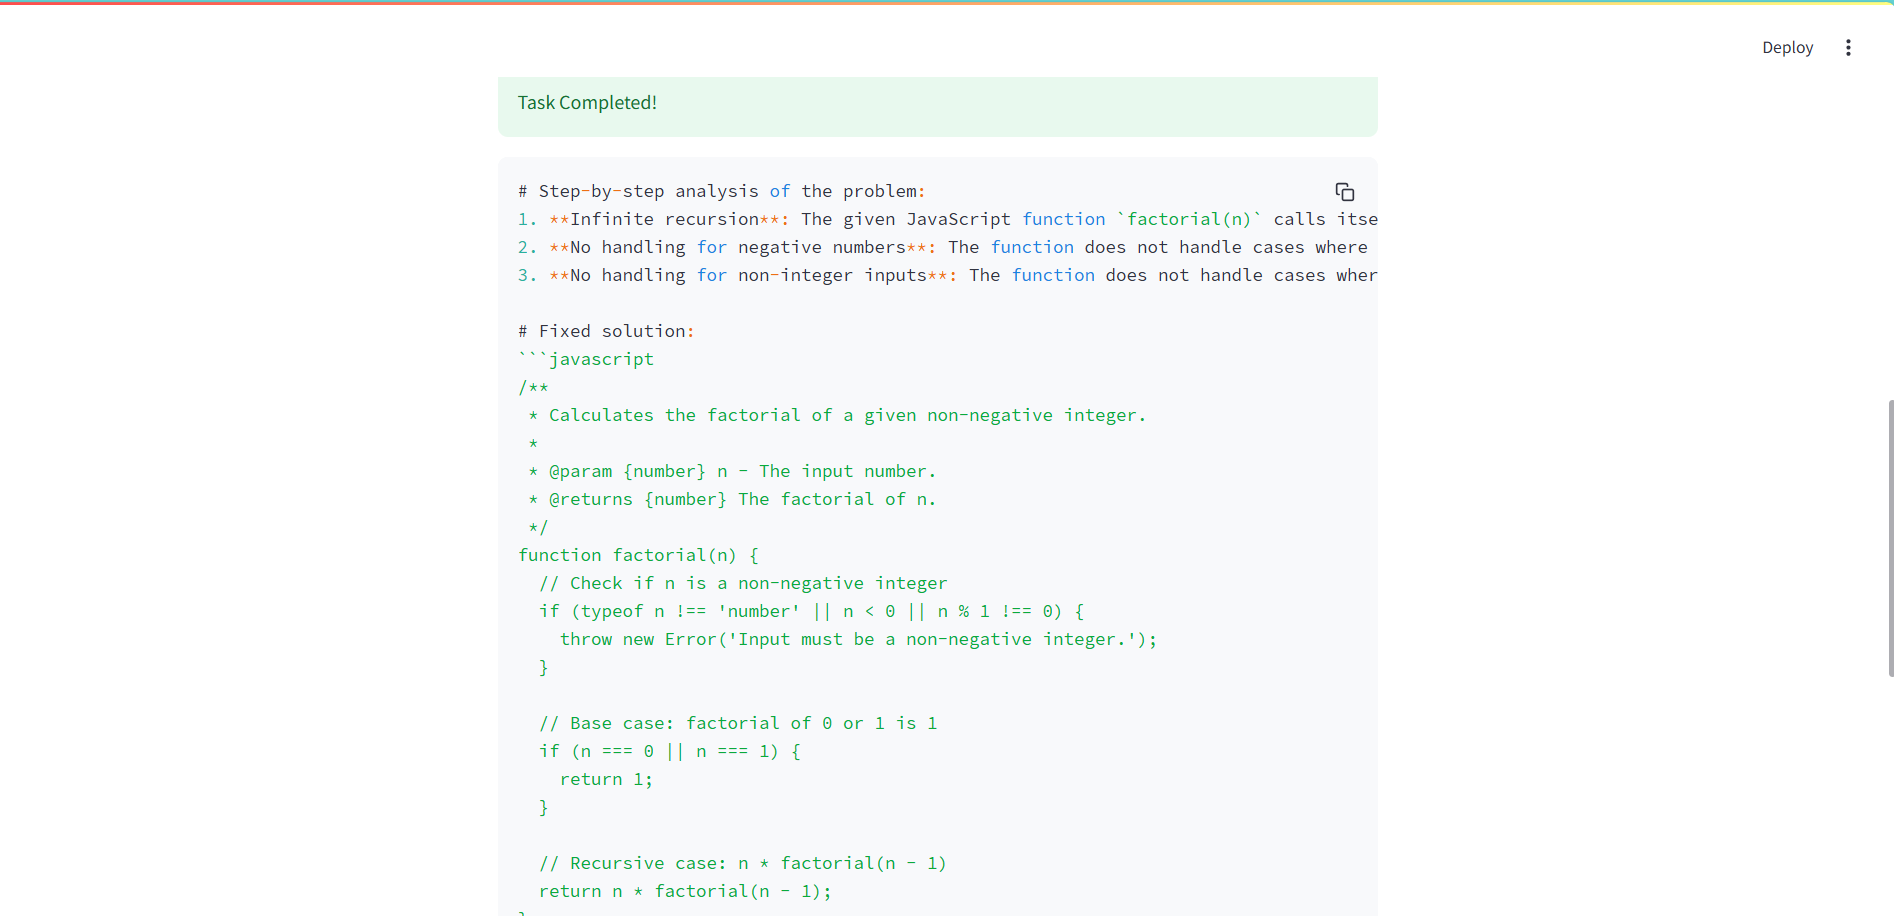 Deploy
Task Completed!
# Step-by-step analysis of the problem:
1. **Infinite recursion**: The given JavaScript function `factorial(n)` calls itse
2. **No handling for negative numbers**: The function does not handle cases where
3. **No handling for non-integer inputs**: The function does not handle cases wher
# Fixed solution:
```javascript
/**
 * Calculates the factorial of a given non-negative integer.
 *
 * @param {number} n - The input number.
 * @returns {number} The factorial of n.
 */
function factorial(n) {
  // Check if n is a non-negative integer
  if (typeof n !== 'number' || n < 0 || n % 1 !== 0) {
    throw new Error('Input must be a non-negative integer.');
  }
  // Base case: factorial of 0 or 1 is 1
  if (n === 0 || n === 1) {
    return 1;
  }
  // Recursive case: n * factorial(n - 1)
  return n * factorial(n - 1);
}